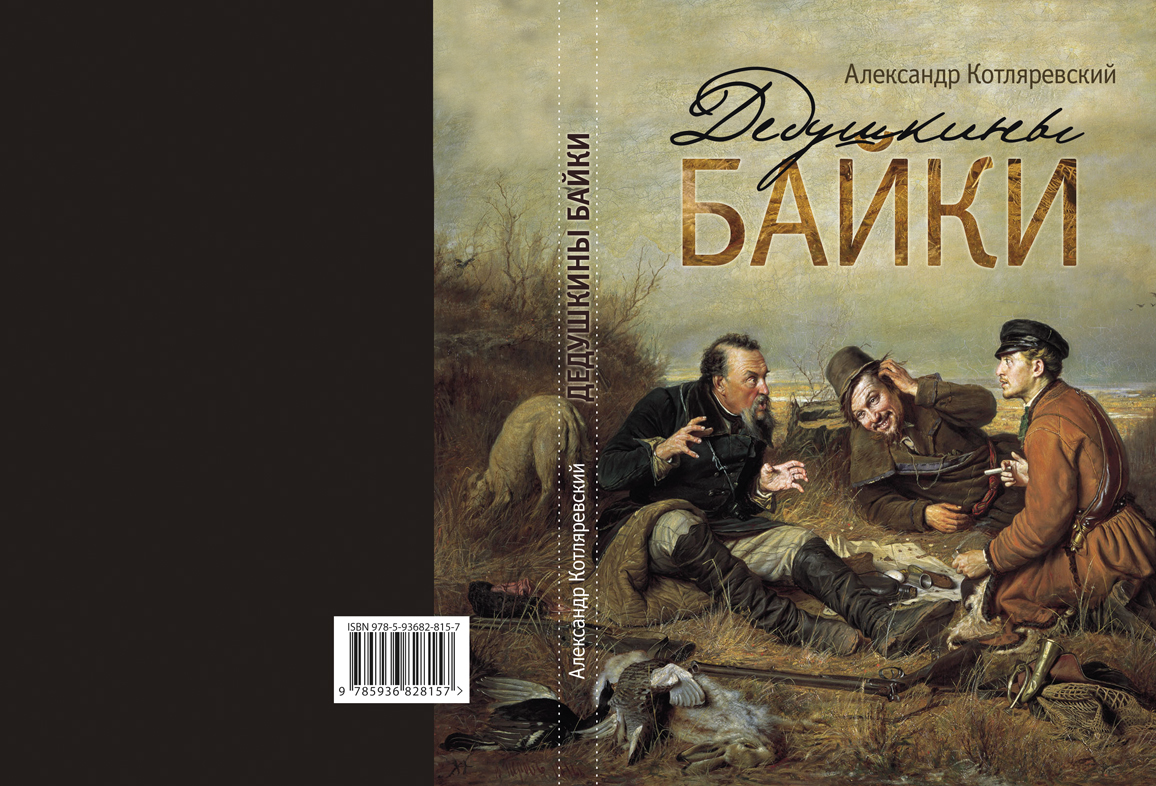 Александр Котляревский
Дедушкины
БАЙКИ
ДЕДУШКИНЫ БАЙКИ
Александр Котляревский
ISBN 978-5-93682-815-7
9 785936 828157 >